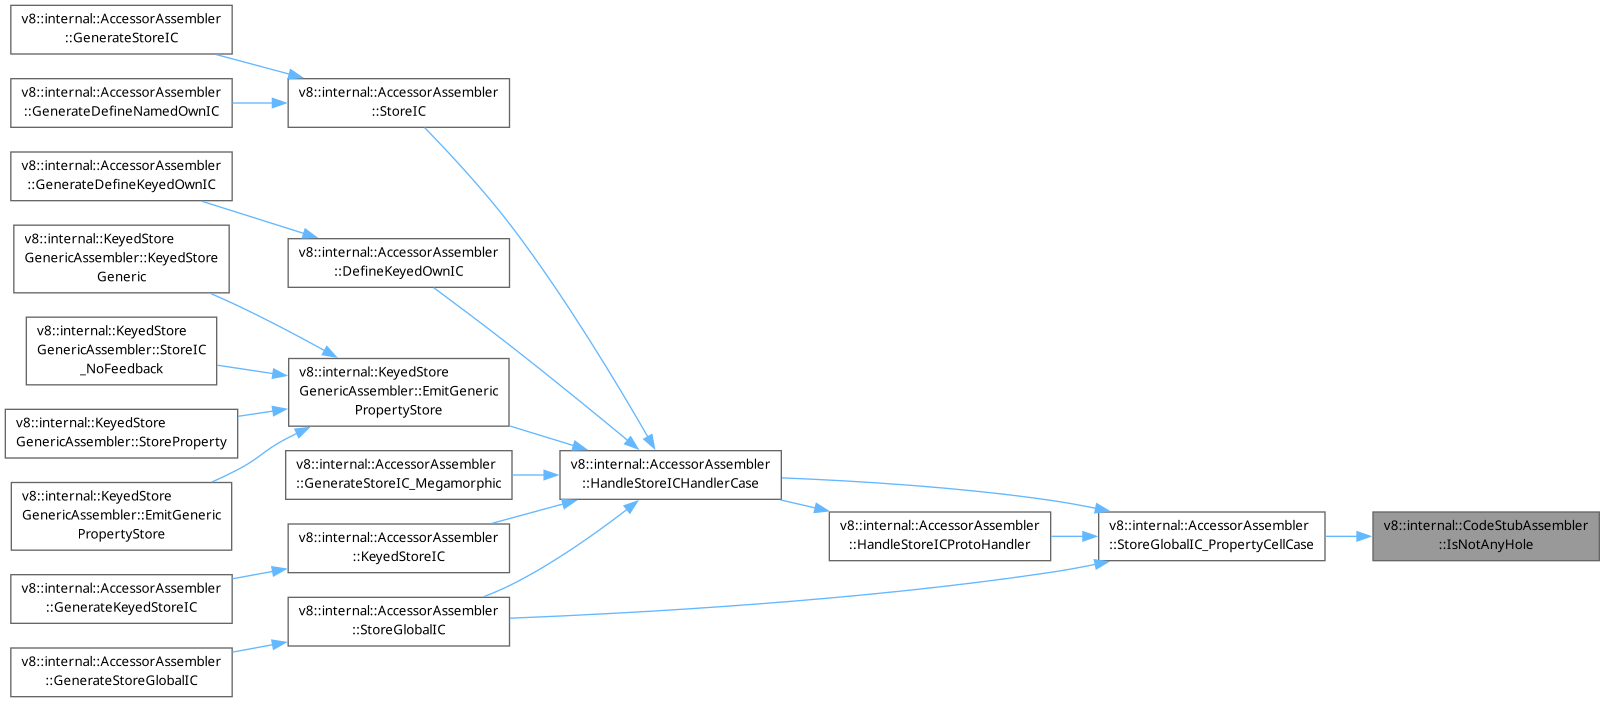 v8::internal::AccessorAssembler
::GenerateStoreIC
v8::internal::AccessorAssembler
::GenerateDefineNamedOwnIC
v8::internal::AccessorAssembler
::GenerateDefineKeyedOwnIC
v8::internal::KeyedStore
GenericAssembler::KeyedStore
Generic
v8::internal::KeyedStore
GenericAssembler::StoreIC
_NoFeedback
v8::internal::KeyedStore
GenericAssembler::StoreProperty
v8::internal::KeyedStore
GenericAssembler::EmitGeneric
PropertyStore
v8::internal::AccessorAssembler
::GenerateKeyedStoreIC
v8::internal::AccessorAssembler
::GenerateStoreGlobalIC
v8::internal::AccessorAssembler
::StoreIC
v8::internal::AccessorAssembler
::DefineKeyedOwnIC
v8::internal::KeyedStore
GenericAssembler::EmitGeneric
PropertyStore
v8::internal::AccessorAssembler
::GenerateStoreIC_Megamorphic
v8::internal::AccessorAssembler
::KeyedStoreIC
v8::internal::AccessorAssembler
::StoreGlobalIC
v8::internal::AccessorAssembler
::HandleStoreICHandlerCase
v8::internal::AccessorAssembler
::HandleStoreICProtoHandler
v8::internal::AccessorAssembler
::StoreGlobalIC_PropertyCellCase
v8::internal::CodeStubAssembler
::IsNotAnyHole